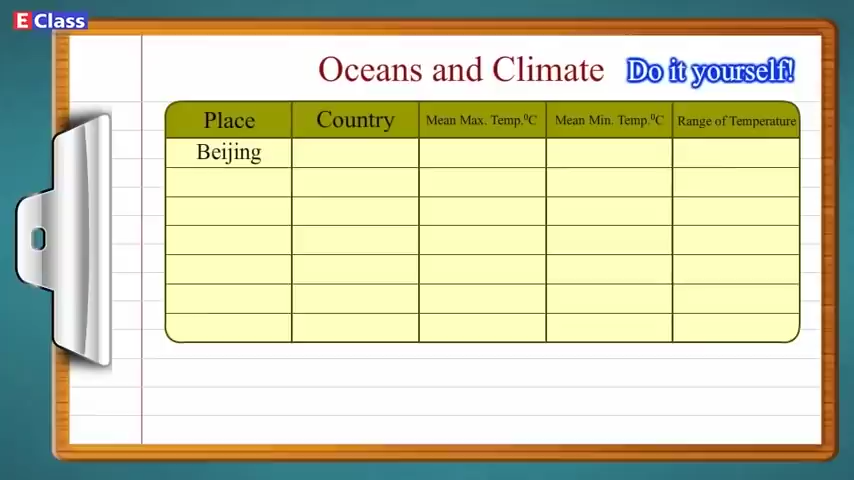 E Class
Oceans and Climate Do it yourself!
Place Country Mean Max. Temp.⁰C Mean Min. Temp.⁰C Range of Temperature
Beijing